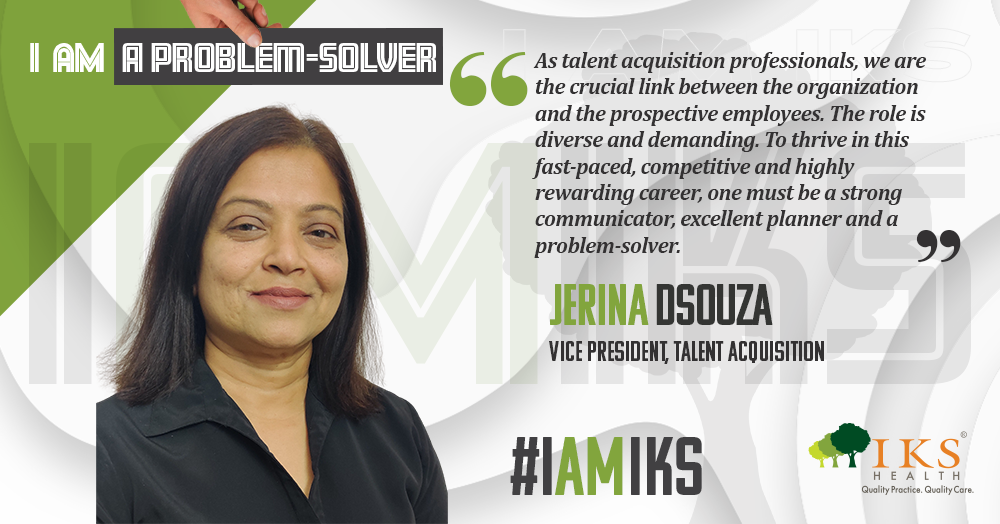 I AM A PROBLEM-SOLVER
I AM IKS
IAMIKS
“
As talent acquisition professionals, we are
the crucial link between the organization
and the prospective employees. The role is
diverse and demanding. To thrive in this
fast-paced, competitive and highly
rewarding career, one must be a strong
communicator, excellent planner and a
problem-solver.
”
JERINA DSOUZA
VICE PRESIDENT, TALENT ACQUISITION
#IAMIKS
IKS©
HEALTH
Quality Practice. Quality Care.